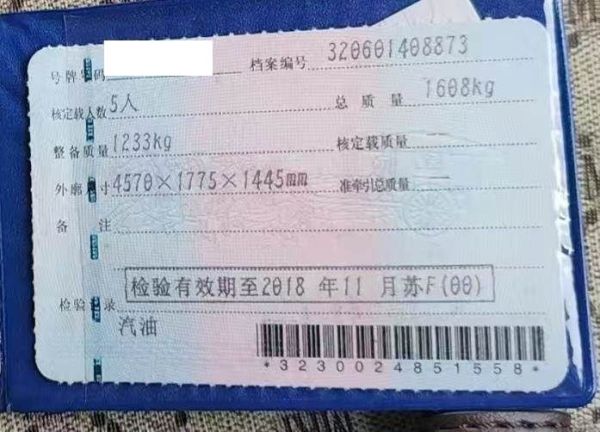 号牌号码 档案编号 320601408873
核定载人数 5人 总质量 1608kg
整备质量 1233kg 核定载质量 —
外廓尺寸 4570×1775×1445mm 准牵引总质量 —
备注
检验记录 检验有效期至2018 年11 月苏F(00)
汽油
*3230024851558*